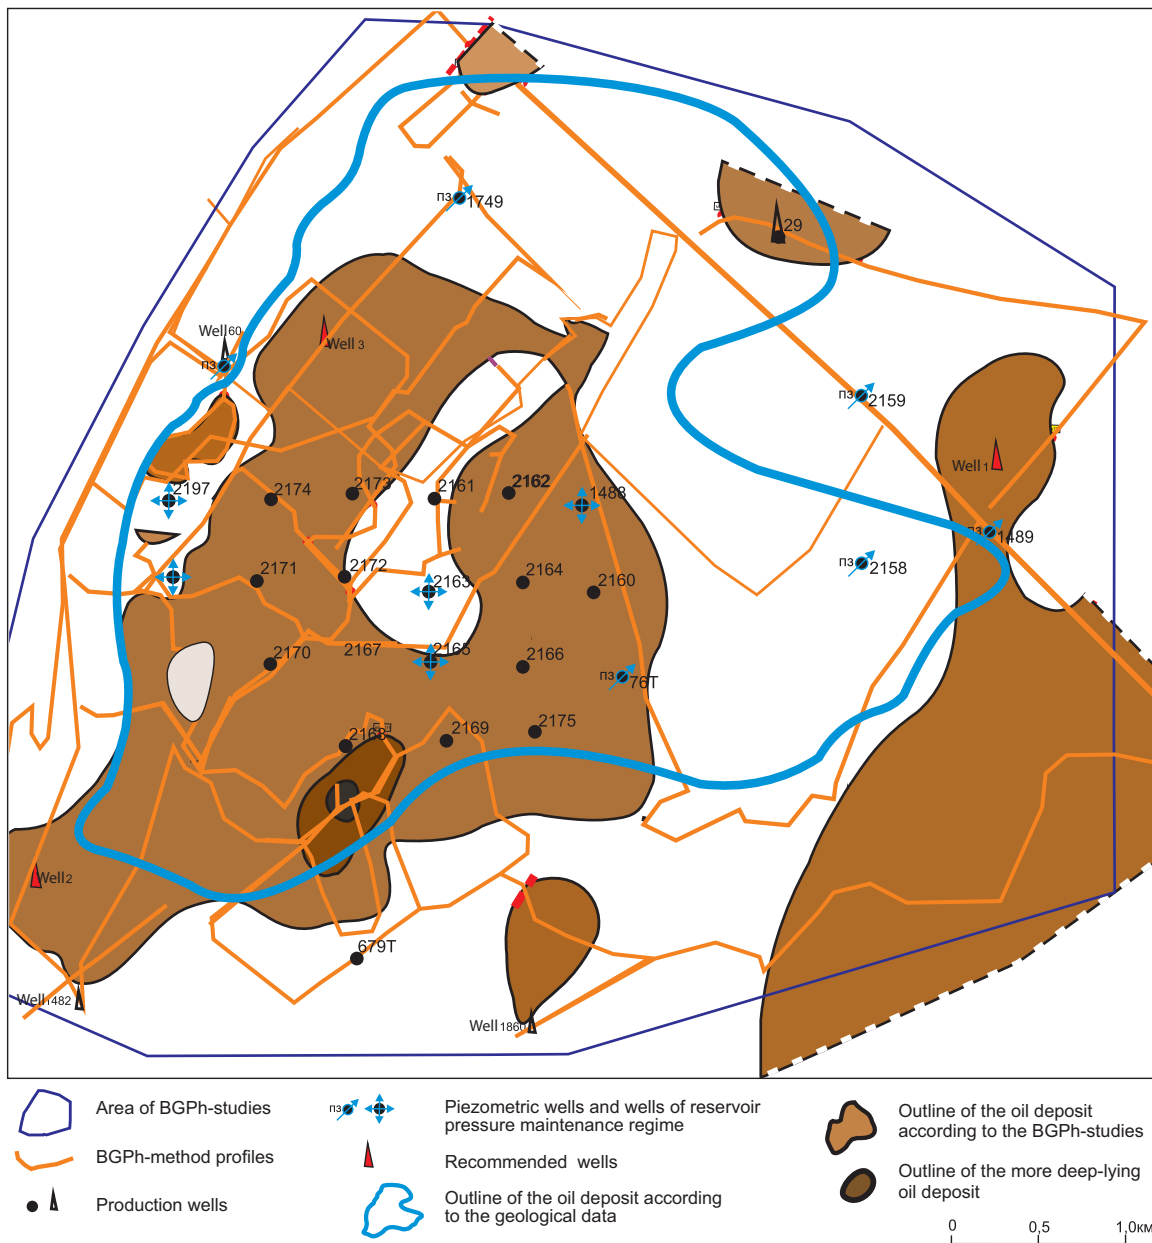 пз 1749
29
Well 60
пз
Well 3
пз 2159
Well 1
2197
2174
2173
2161
2162
1488
пз 1489
2171
2172
2163
2164
2160
пз 2158
2170
2167
2165
2166
пз 76T
2168
2169
2175
Well 2
679T
Well 1482
Well 1860
Area of BGPh-studies
BGPh-method profiles
Production wells
пз
Piezometric wells and wells of reservoir
pressure maintenance regime
Recommended wells
Outline of the oil deposit according
to the geological data
Outline of the oil deposit
according to the BGPh-studies
Outline of the more deep-lying
oil deposit
0 0,5 1,0км